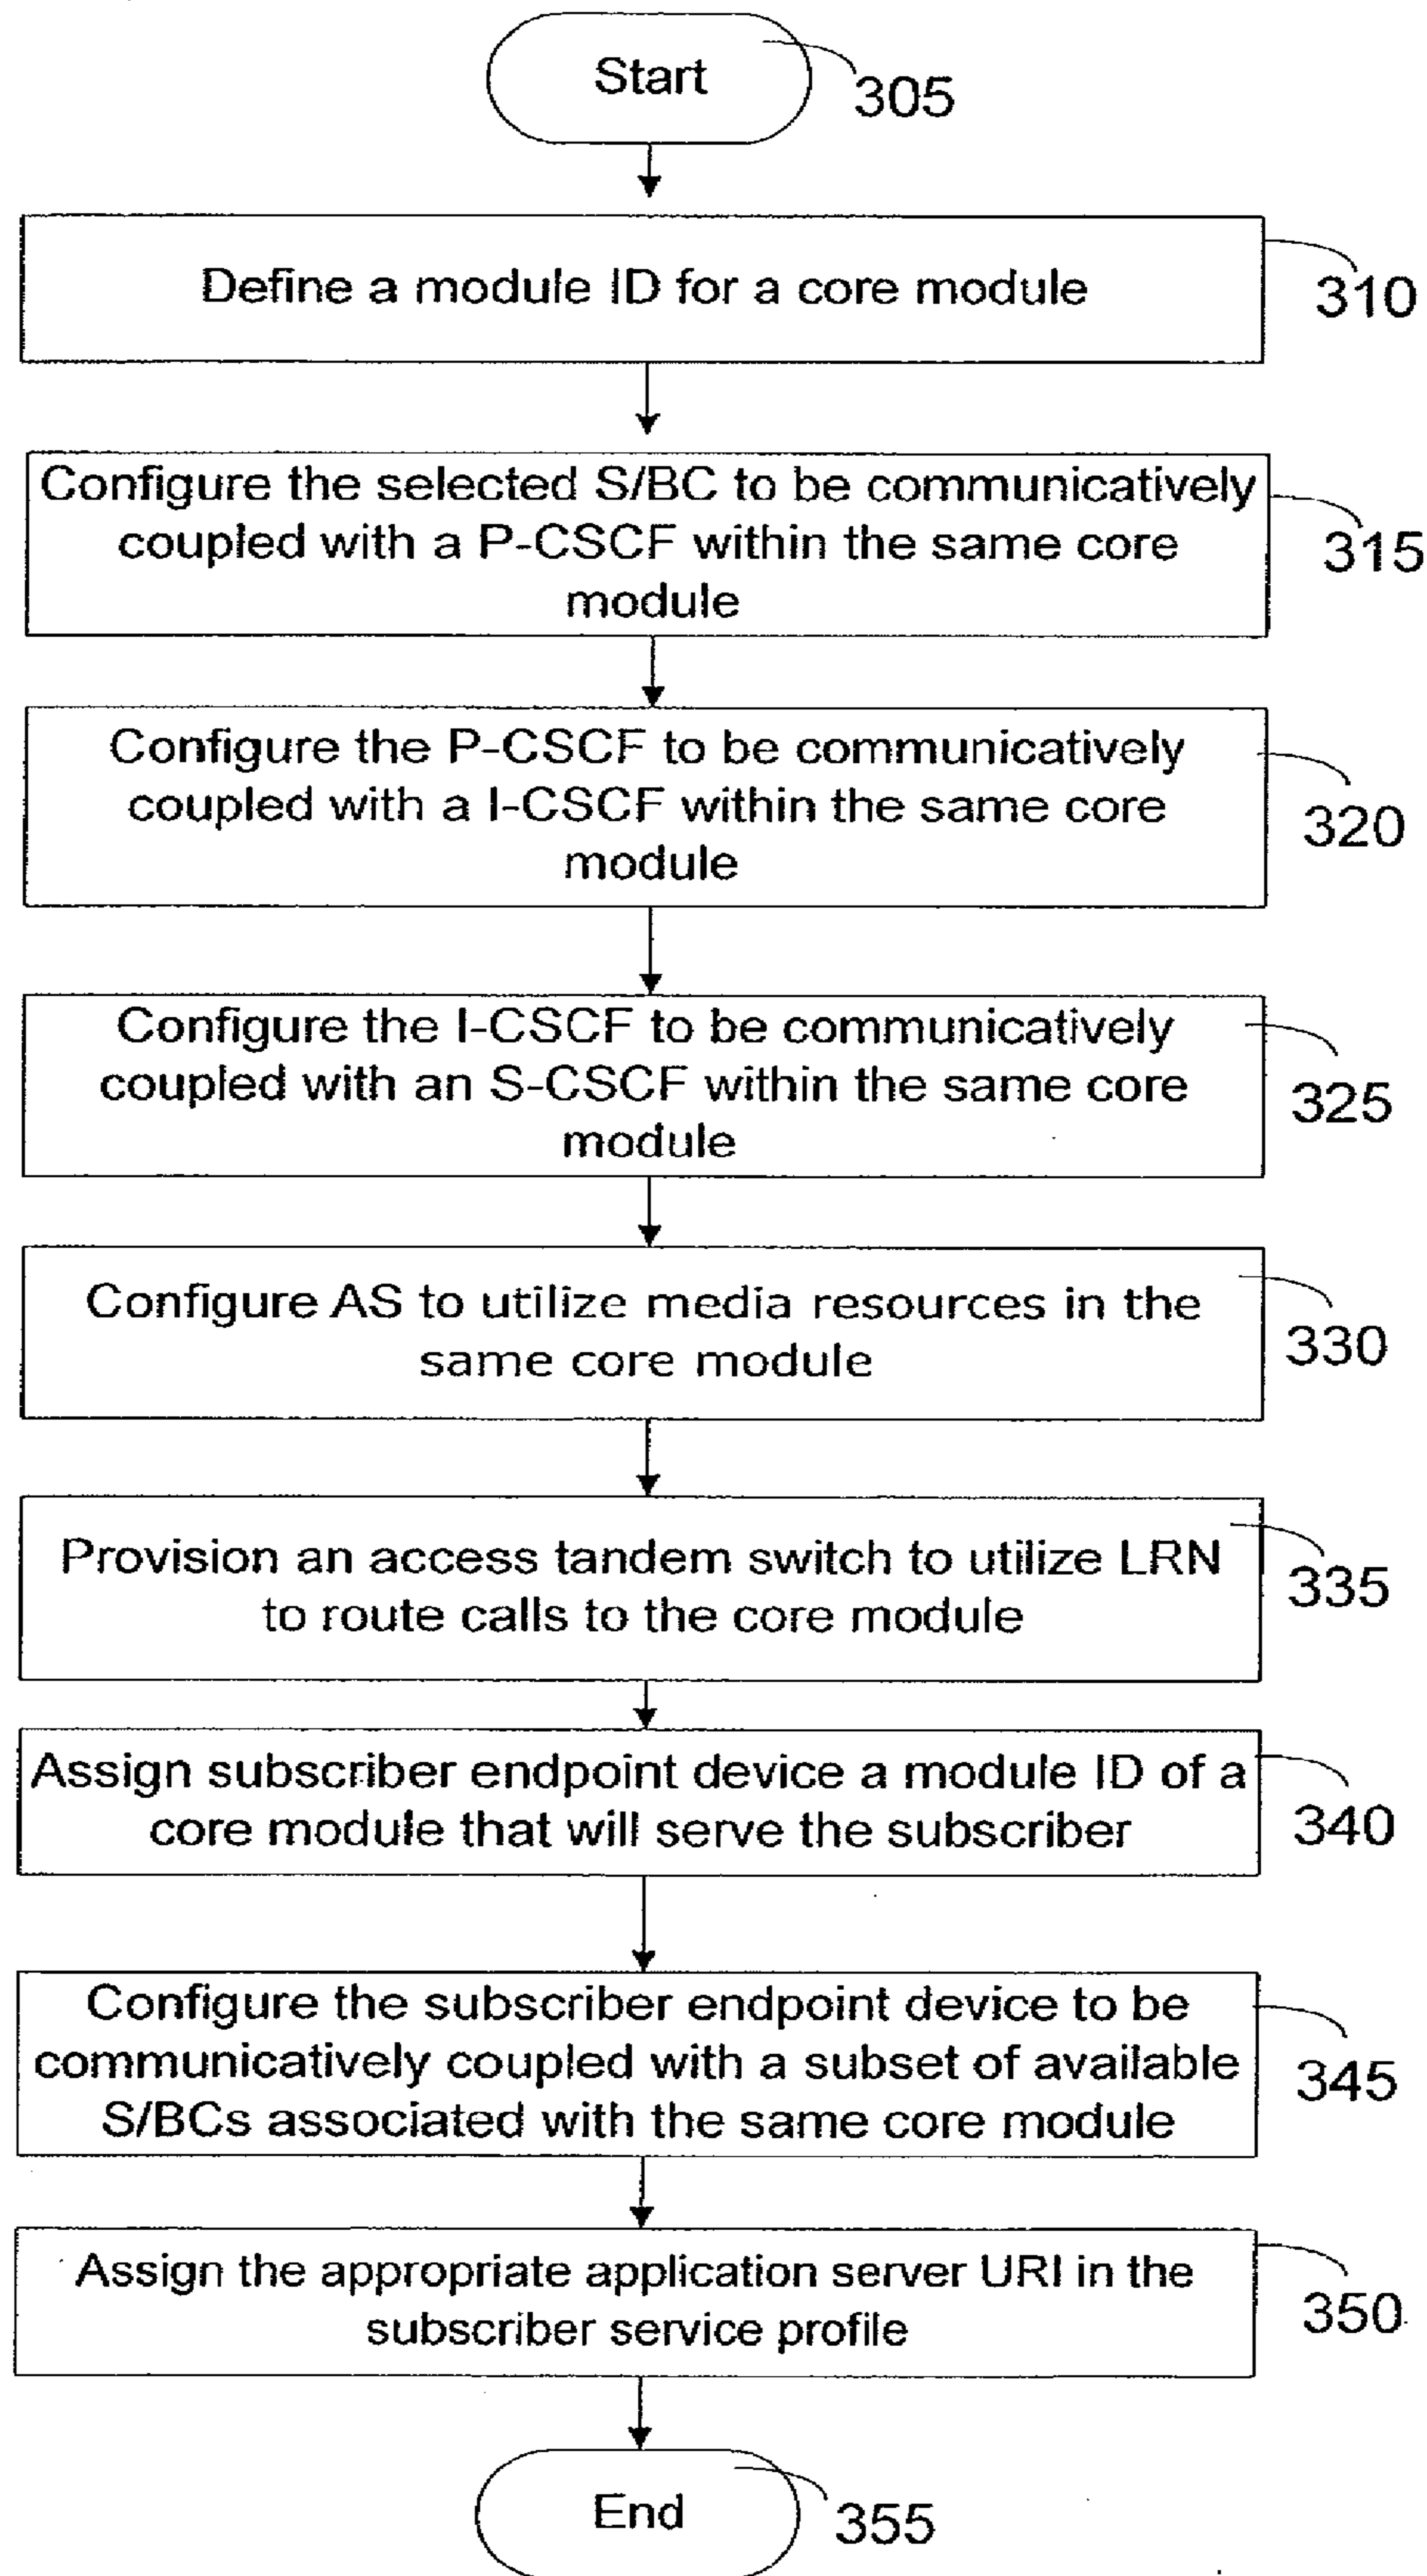 Start
305
Define a module ID for a core module
310
Configure the selected S/BC to be communicatively
coupled with a P-CSCF within the same core
module
315
Configure the P-CSCF to be communicatively
coupled with a I-CSCF within the same core
module
320
Configure the I-CSCF to be communicatively
coupled with an S-CSCF within the same core
module
325
Configure AS to utilize media resources in the
same core module
330
Provision an access tandem switch to utilize LRN
to route calls to the core module
335
Assign subscriber endpoint device a module ID of a
core module that will serve the subscriber
340
Configure the subscriber endpoint device to be
communicatively coupled with a subset of available
S/BCs associated with the same core module
345
Assign the appropriate application server URI in the
subscriber service profile
350
End
355